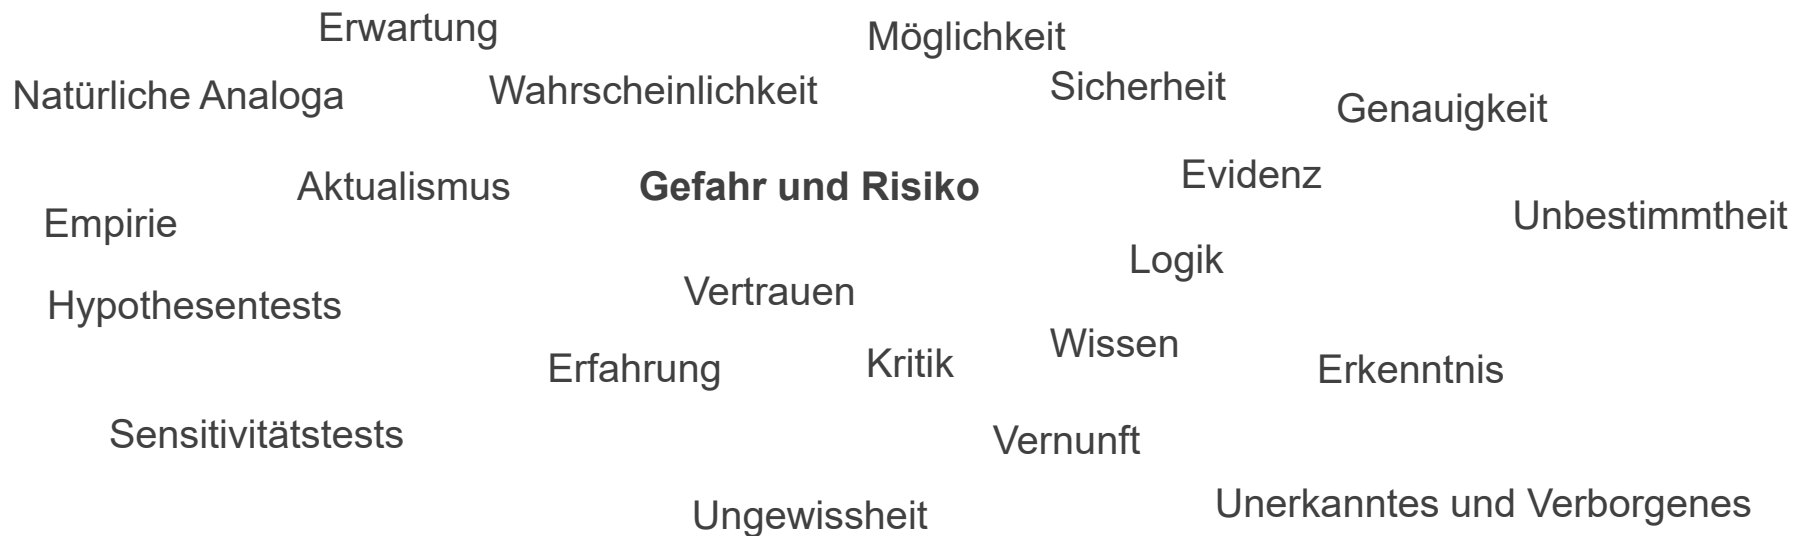 Erwartung
Möglichkeit
Natürliche Analoga
Wahrscheinlichkeit
Sicherheit
Genauigkeit
Aktualismus
Gefahr und Risiko
Evidenz
Empirie
Unbestimmtheit
Logik
Hypothesentests
Vertrauen
Wissen
Erfahrung
Kritik
Erkenntnis
Sensitivitätstests
Vernunft
Ungewissheit
Unerkanntes und Verborgenes